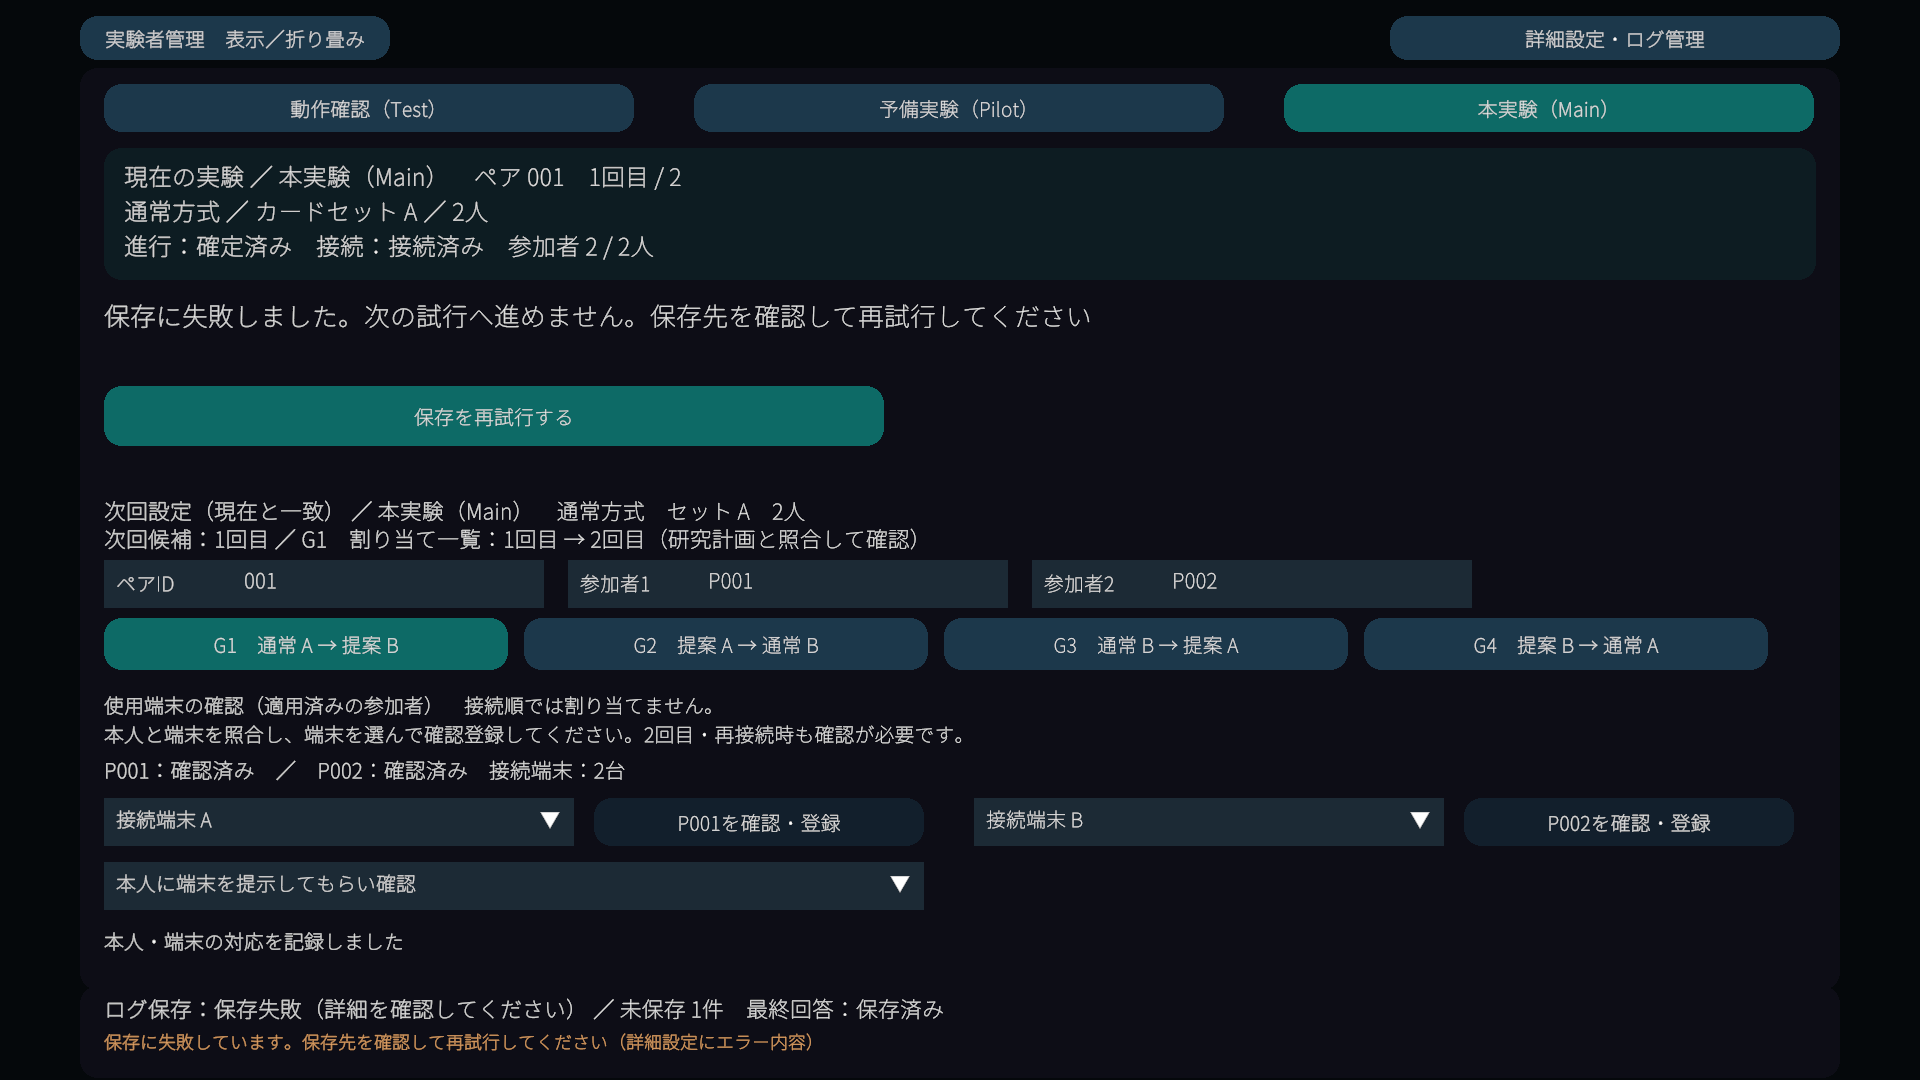 実験者管理　表示／折り畳み
詳細設定・ログ管理
動作確認（Test）
予備実験（Pilot）
本実験（Main）
現在の実験 ／ 本実験（Main）　ペア 001　1回目 / 2
通常方式 ／ カードセット A ／ 2人
進行：確定済み　接続：接続済み　参加者 2 / 2人
保存に失敗しました。次の試行へ進めません。保存先を確認して再試行してください
保存を再試行する
次回設定（現在と一致） ／ 本実験（Main）　通常方式　セット A　2人
次回候補：1回目 ／ G1　割り当て一覧：1回目 → 2回目（研究計画と照合して確認）
ペアID　001
参加者1　P001
参加者2　P002
G1　通常 A → 提案 B
G2　提案 A → 通常 B
G3　通常 B → 提案 A
G4　提案 B → 通常 A
使用端末の確認（適用済みの参加者）　接続順では割り当てません。
本人と端末を照合し、端末を選んで確認登録してください。2回目・再接続時も確認が必要です。
P001：確認済み　／　P002：確認済み　接続端末：2台
接続端末 A
P001を確認・登録
接続端末 B
P002を確認・登録
本人に端末を提示してもらい確認
本人・端末の対応を記録しました
ログ保存：保存失敗（詳細を確認してください） ／ 未保存 1件　最終回答：保存済み
保存に失敗しています。保存先を確認して再試行してください（詳細設定にエラー内容）